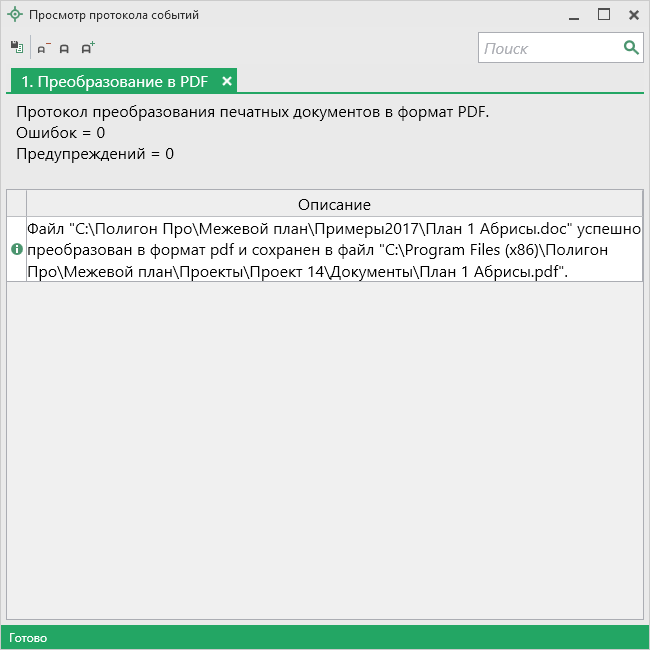 Просмотр протокола событий
Поиск
1. Преобразование в PDF
Протокол преобразования печатных документов в формат PDF.
Ошибок = 0
Предупреждений = 0
Описание
Файл "C:\Полигон Про\Межевой план\Примеры2017\План 1 Абрисы.doc" успешно
преобразован в формат pdf и сохранен в файл "C:\Program Files (x86)\Полигон
Про\Межевой план\Проекты\Проект 14\Документы\План 1 Абрисы.pdf".
Готово